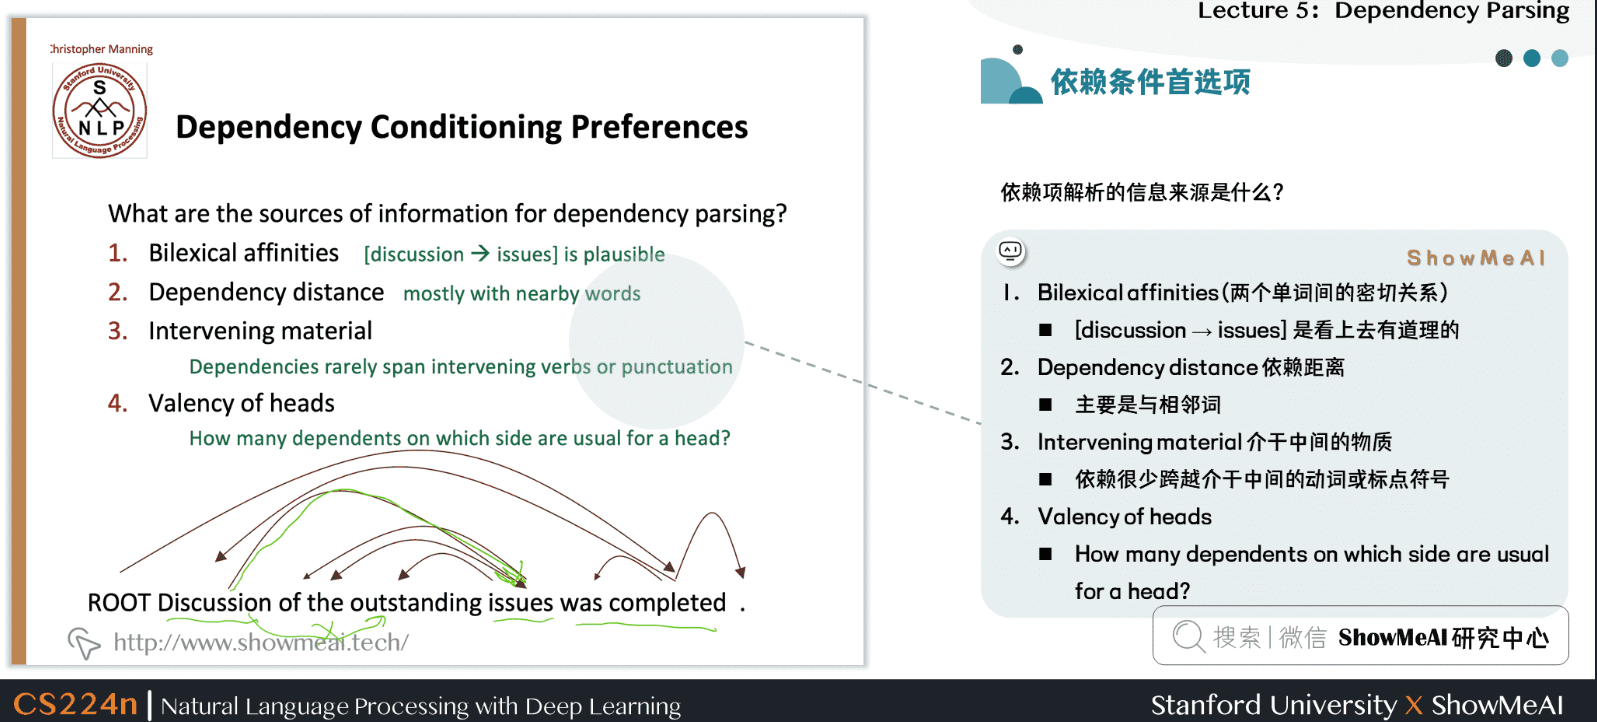 Lecture 5: Dependency Parsing
Christopher Manning
Stanford University
S
NLP
Natural Language Processing
Dependency Conditioning Preferences
What are the sources of information for dependency parsing?
1. Bilexical affinities [discussion → issues] is plausible
2. Dependency distance mostly with nearby words
3. Intervening material
Dependencies rarely span intervening verbs or punctuation
4. Valency of heads
How many dependents on which side are usual for a head?
ROOT Discussion of the outstanding issues was completed .
http://www.showmeai.tech/
依赖条件首选项
依赖项解析的信息来源是什么?
ShowMeAI
1. Bilexical affinities(两个单词间的密切关系)
■ [discussion → issues] 是看上去有道理的
2. Dependency distance 依赖距离
■ 主要是与相邻词
3. Intervening material 介于中间的物质
■ 依赖很少跨越介于中间的动词或标点符号
4. Valency of heads
■ How many dependents on which side are usual
for a head?
搜索 | 微信 ShowMeAI 研究中心
CS224n | Natural Language Processing with Deep Learning
Stanford University X ShowMeAI